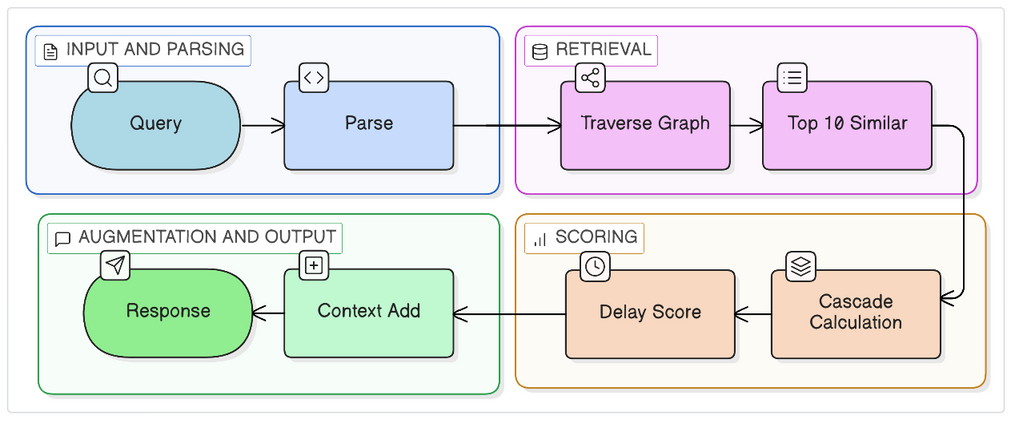 INPUT AND PARSING
Query
Parse
RETRIEVAL
Traverse Graph
Top 10 Similar
SCORING
Cascade
Calculation
Delay Score
AUGMENTATION AND OUTPUT
Context Add
Response